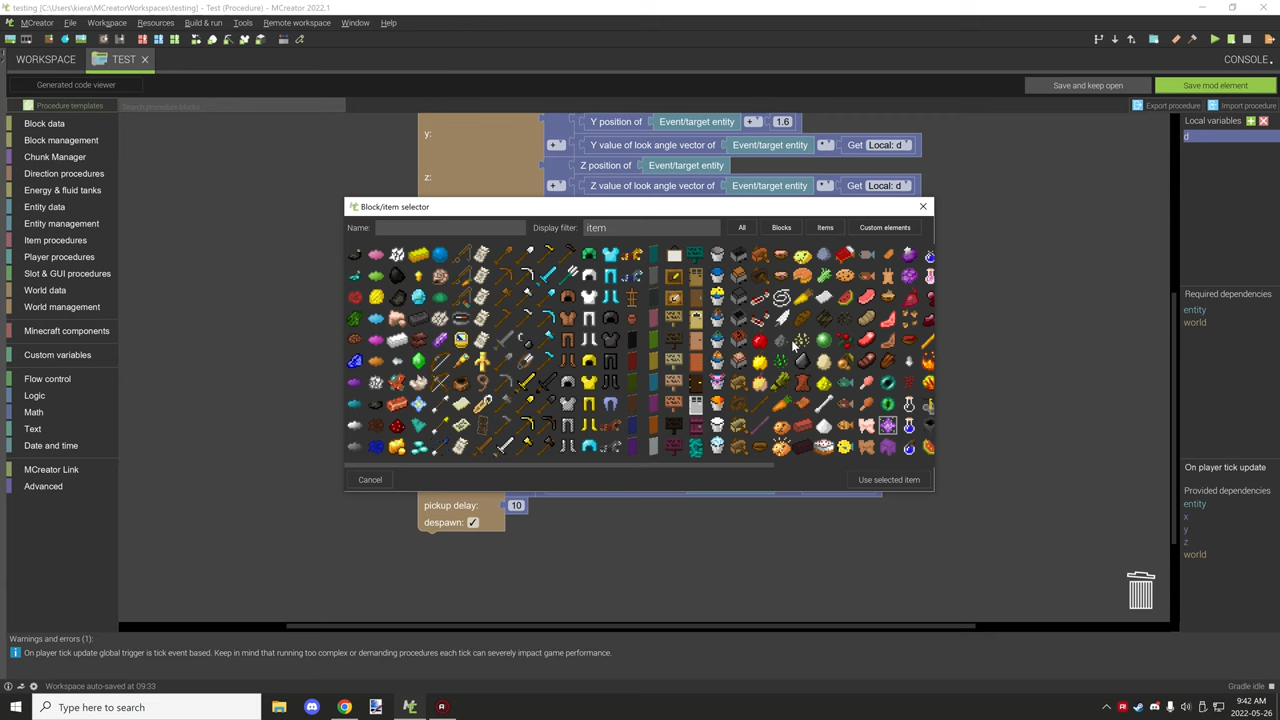 testing [C:\Users\kiera\MCreatorWorkspaces\testing] - Test (Procedure) - MCreator 2022.1
MCreator File Workspace Resources Build & run Tools Remote workspace Window Help
WORKSPACE TEST CONSOLE
Generated code viewer Save and keep open Save mod element
Procedure templates Search procedure blocks Export procedure Import procedure
Block data
Block management
Chunk Manager
Direction procedures
Energy & fluid tanks
Entity data
Entity management
Item procedures
Player procedures
Slot & GUI procedures
World data
World management
Minecraft components
Custom variables
Flow control
Logic
Math
Text
Date and time
MCreator Link
Advanced
y: Y position of Event/target entity + 1.6
+ Y value of look angle vector of Event/target entity * Get Local: d
z: Z position of Event/target entity
+ Z value of look angle vector of Event/target entity * Get Local: d
Block/item selector
Name: Display filter: item All Blocks Items Custom elements
Cancel Use selected item
pickup delay: 10
despawn: ✓
Local variables
d
Required dependencies
entity
world
On player tick update
Provided dependencies
entity
x
y
z
world
Warnings and errors (1):
On player tick update global trigger is tick event based. Keep in mind that running too complex or demanding procedures each tick can severely impact game performance.
Workspace auto-saved at 09:33 Gradle idle
Type here to search
9:42 AM
2022-05-26